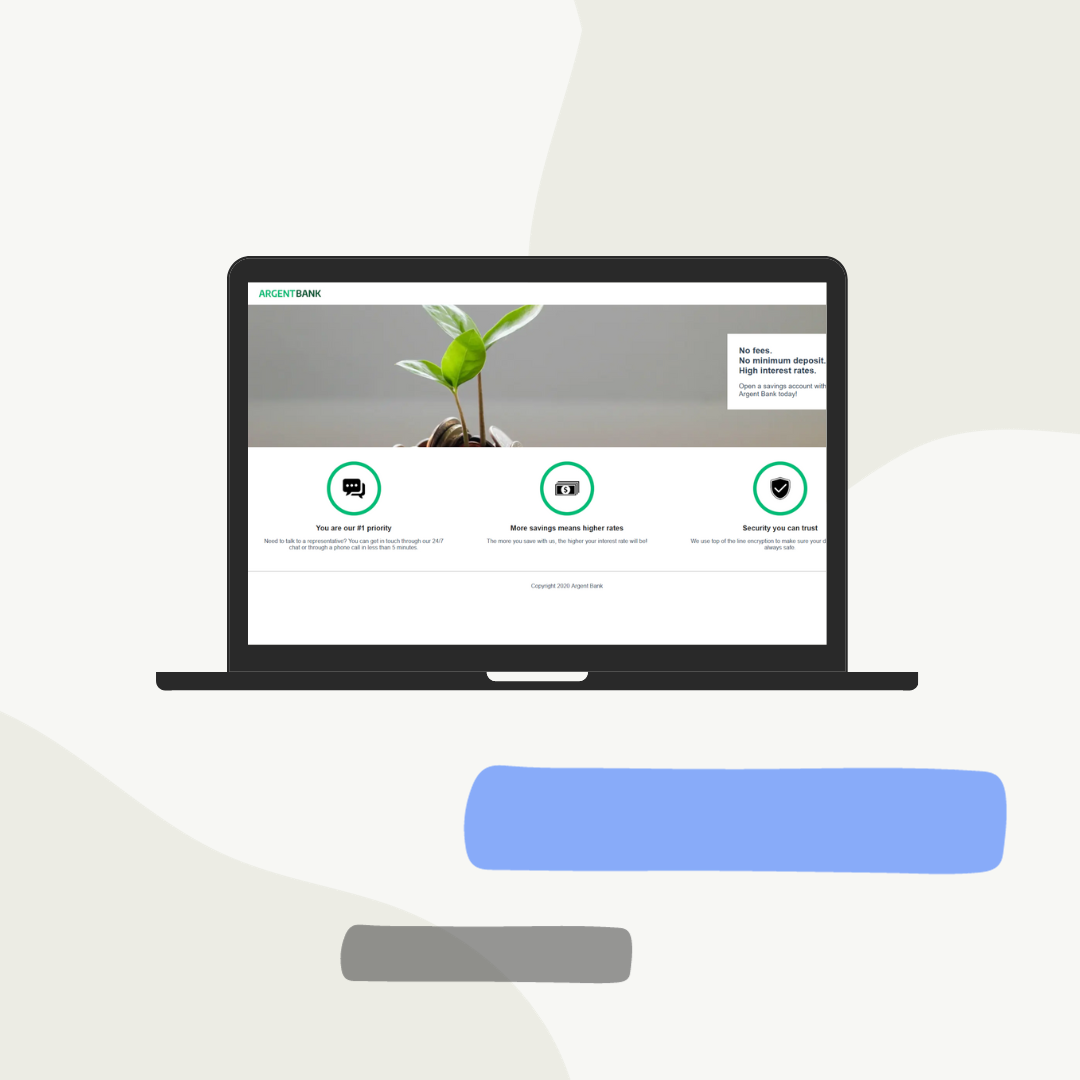 ARGENTBANK
No fees.
No minimum deposit.
High interest rates.
Open a savings account with
Argent Bank today!
You are our #1 priority
Need to talk to a representative? You can get in touch through our 24/7
chat or through a phone call in less than 5 minutes
More savings means higher rates
The more you save with us, the higher your interest rate will be!
Security you can trust
We use top of the line encryption to make sure your d
always safe
Copyright 2020 Argent Bank